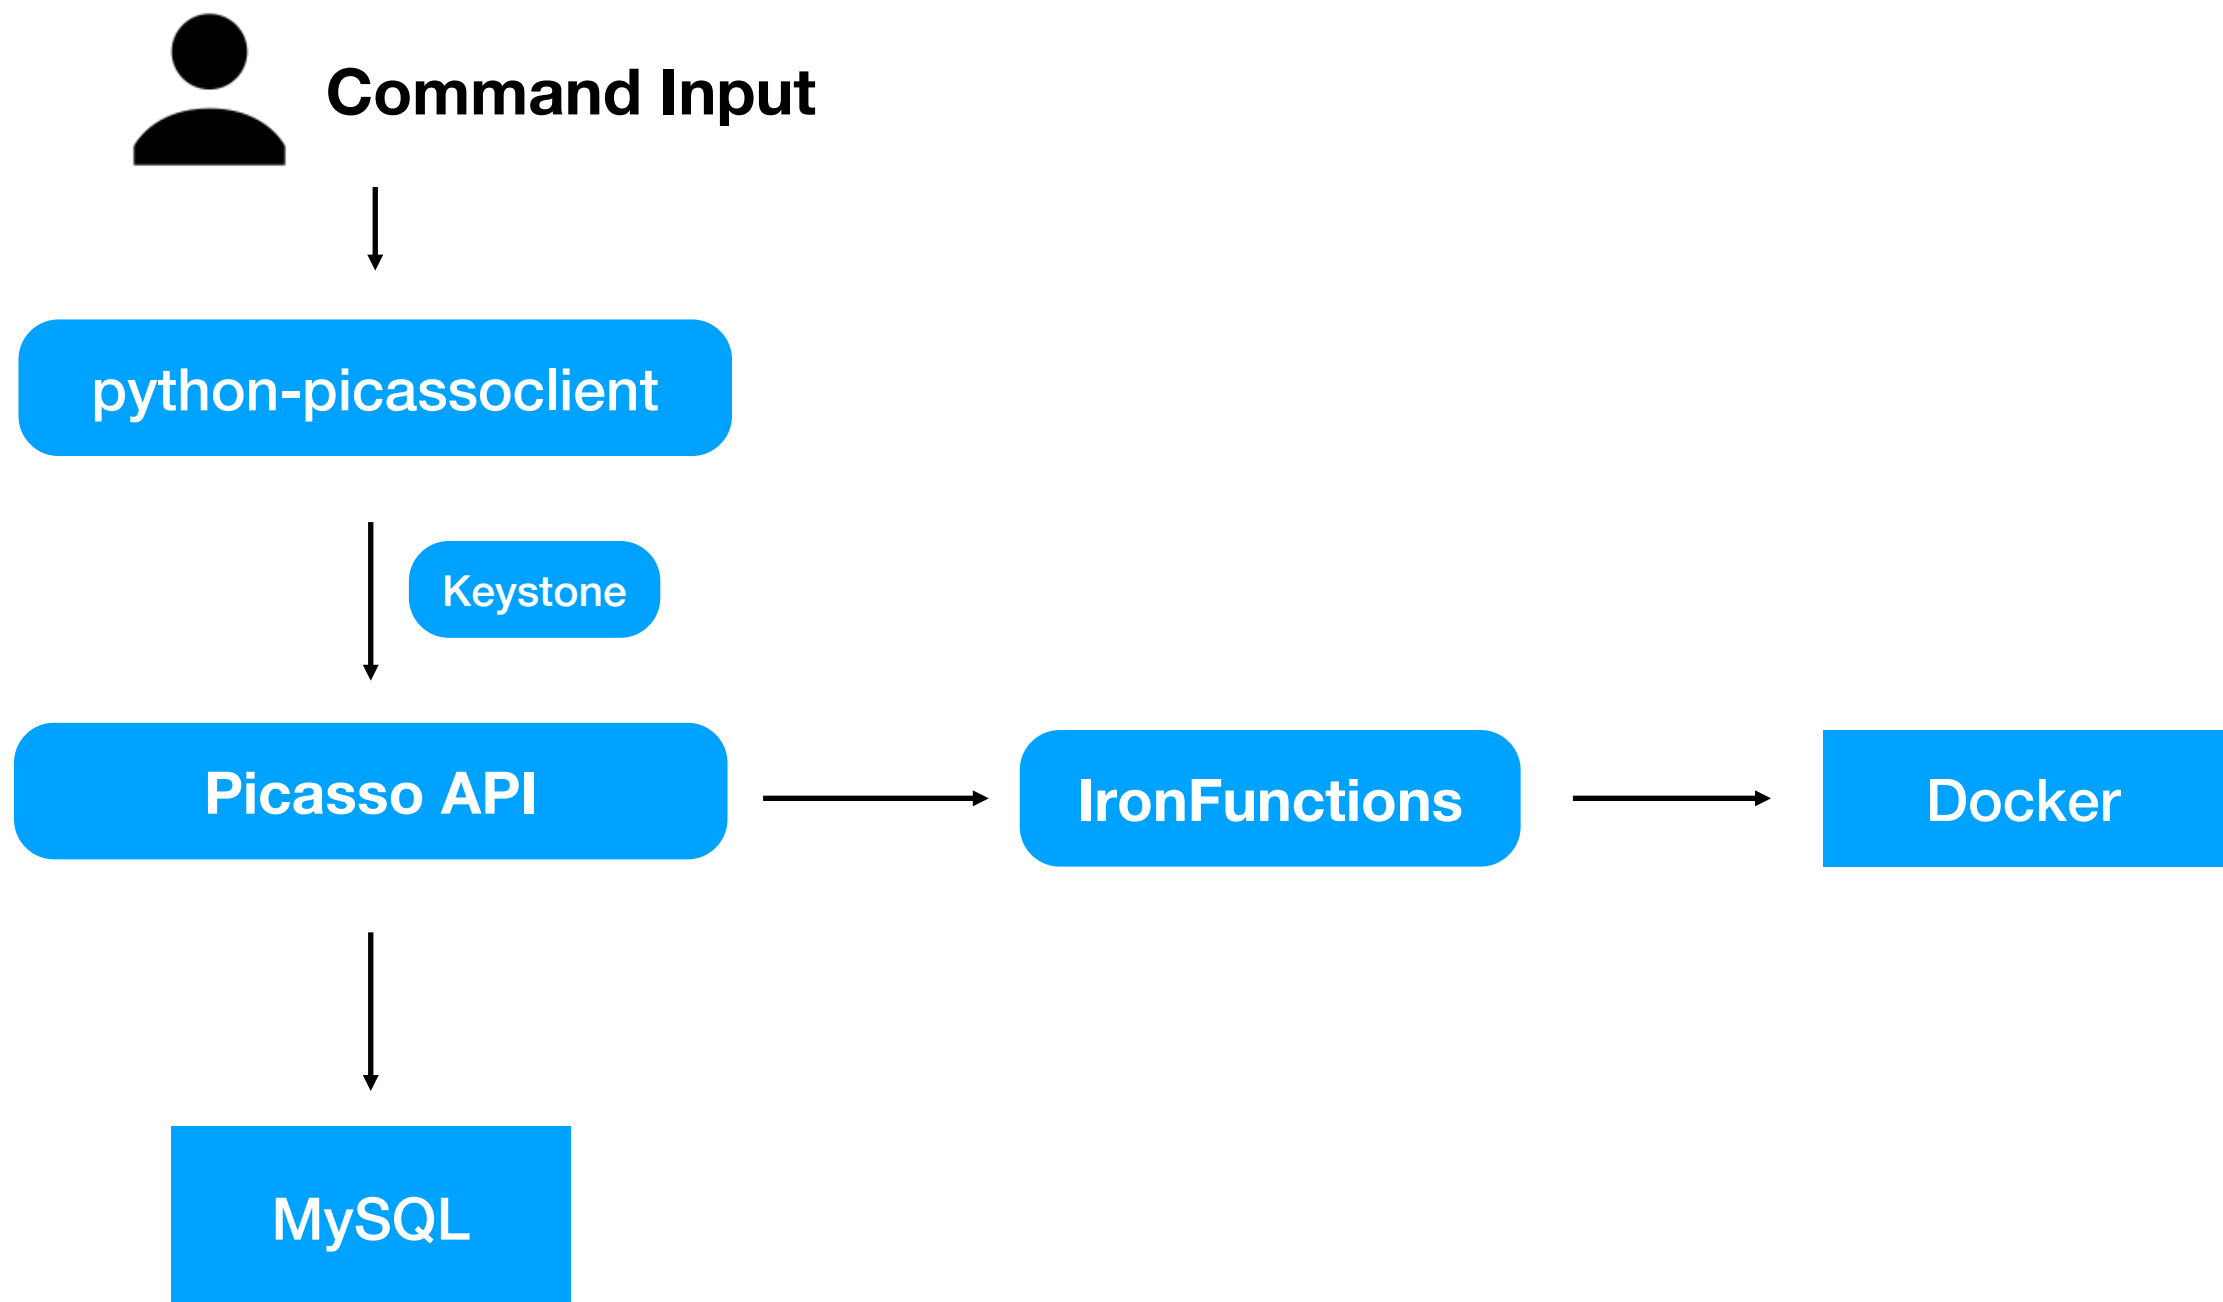 Command Input
python-picassoclient
Keystone
Picasso API
IronFunctions
Docker
MySQL